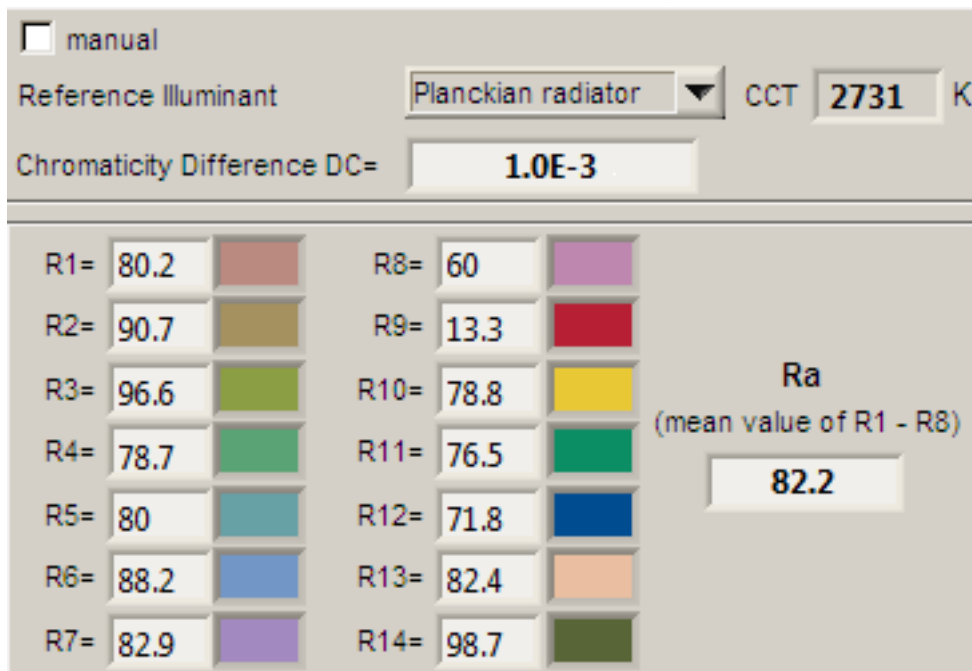 manual
Reference Illuminant Planckian radiator CCT 2731 K
Chromaticity Difference DC= 1.0E-3
R1= 80.2 R8= 60
R2= 90.7 R9= 13.3
R3= 96.6 R10= 78.8
Ra
(mean value of R1 - R8)
R4= 78.7 R11= 76.5
82.2
R5= 80 R12= 71.8
R6= 88.2 R13= 82.4
R7= 82.9 R14= 98.7